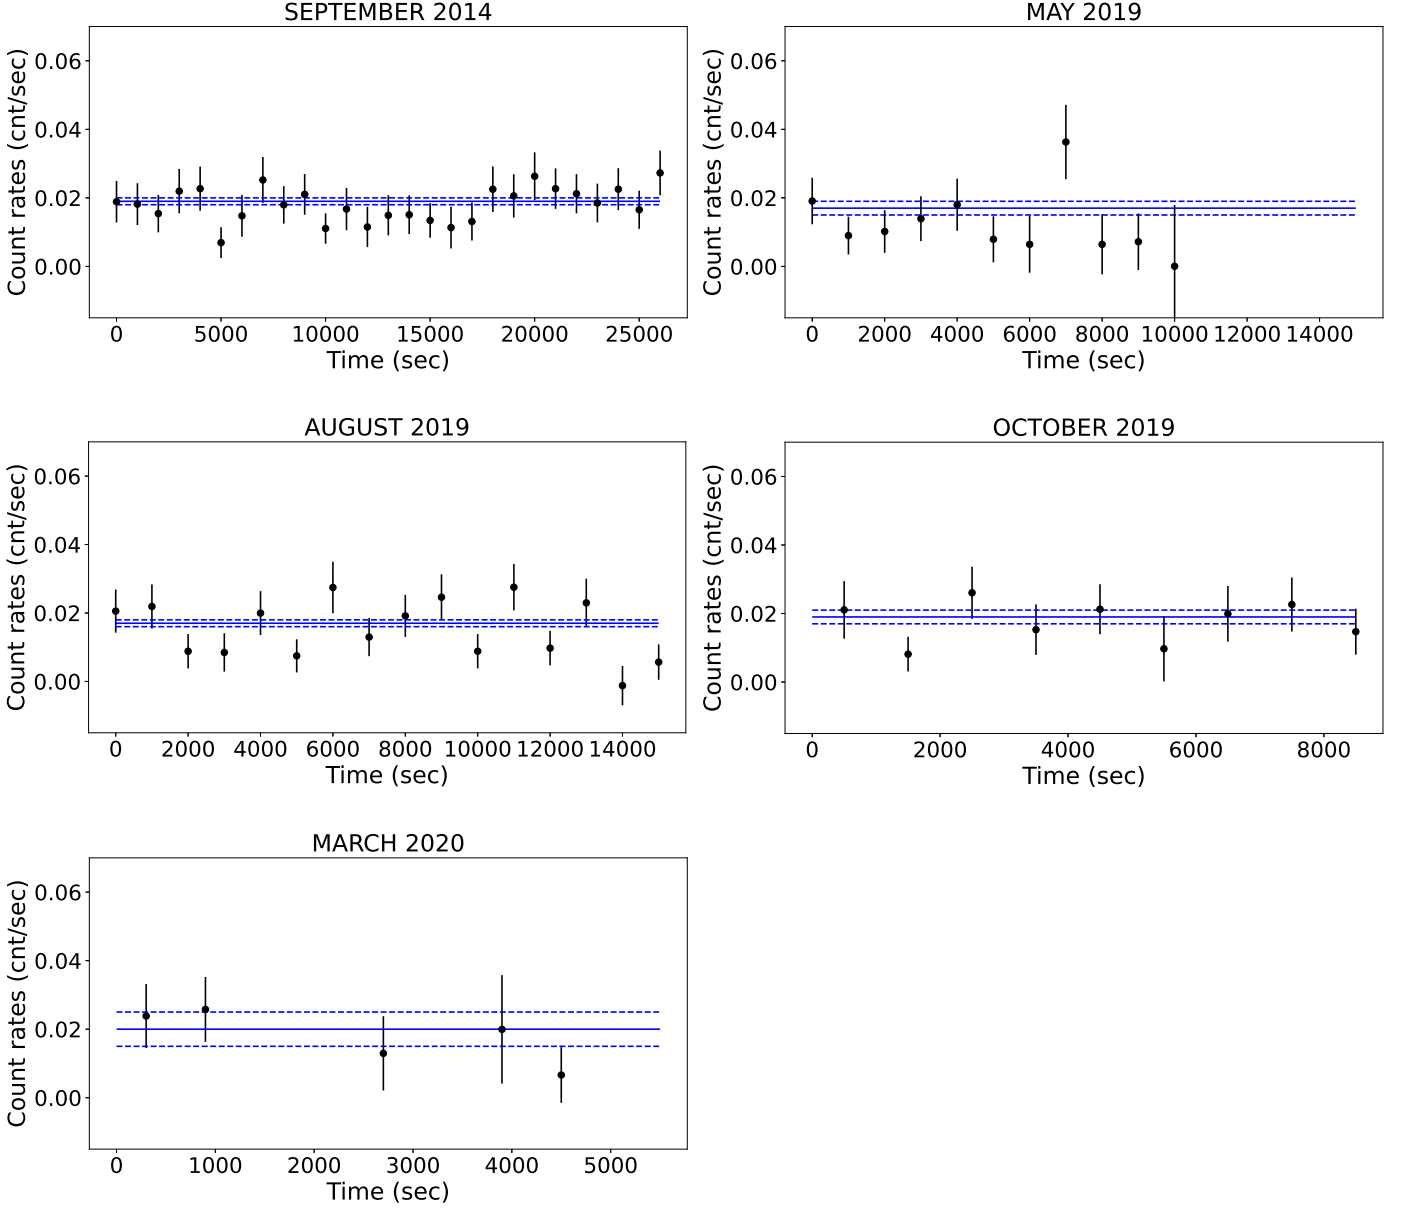 SEPTEMBER 2014
MAY 2019
Count rates (cnt/sec)
0.06
0.04
0.02
0.00
0 5000 10000 15000 20000 25000
Time (sec)
Count rates (cnt/sec)
0.06
0.04
0.02
0.00
0 2000 4000 6000 8000 10000 12000 14000
Time (sec)
AUGUST 2019
OCTOBER 2019
Count rates (cnt/sec)
0.06
0.04
0.02
0.00
0 2000 4000 6000 8000 10000 12000 14000
Time (sec)
Count rates (cnt/sec)
0.06
0.04
0.02
0.00
0 2000 4000 6000 8000
Time (sec)
MARCH 2020
Count rates (cnt/sec)
0.06
0.04
0.02
0.00
0 1000 2000 3000 4000 5000
Time (sec)